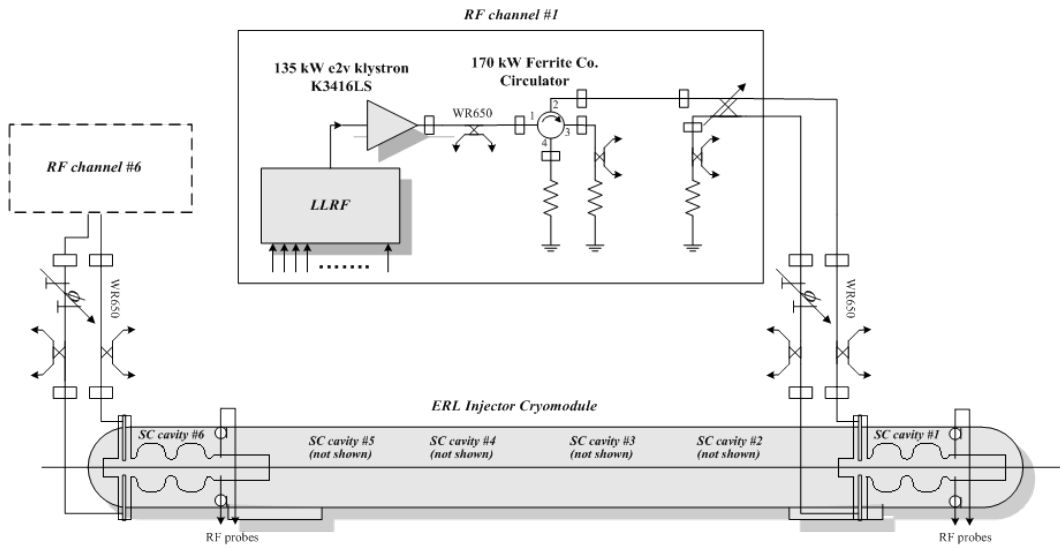 RF channel #1
135 kW e2v klystron
K3416LS
170 kW Ferrite Co.
Circulator
WR650
1
2
3
4
LLRF
RF channel #6
WR650
φ
WR650
φ
ERL Injector Cryomodule
SC cavity #6
SC cavity #5
(not shown)
SC cavity #4
(not shown)
SC cavity #3
(not shown)
SC cavity #2
(not shown)
SC cavity #1
RF probes
RF probes